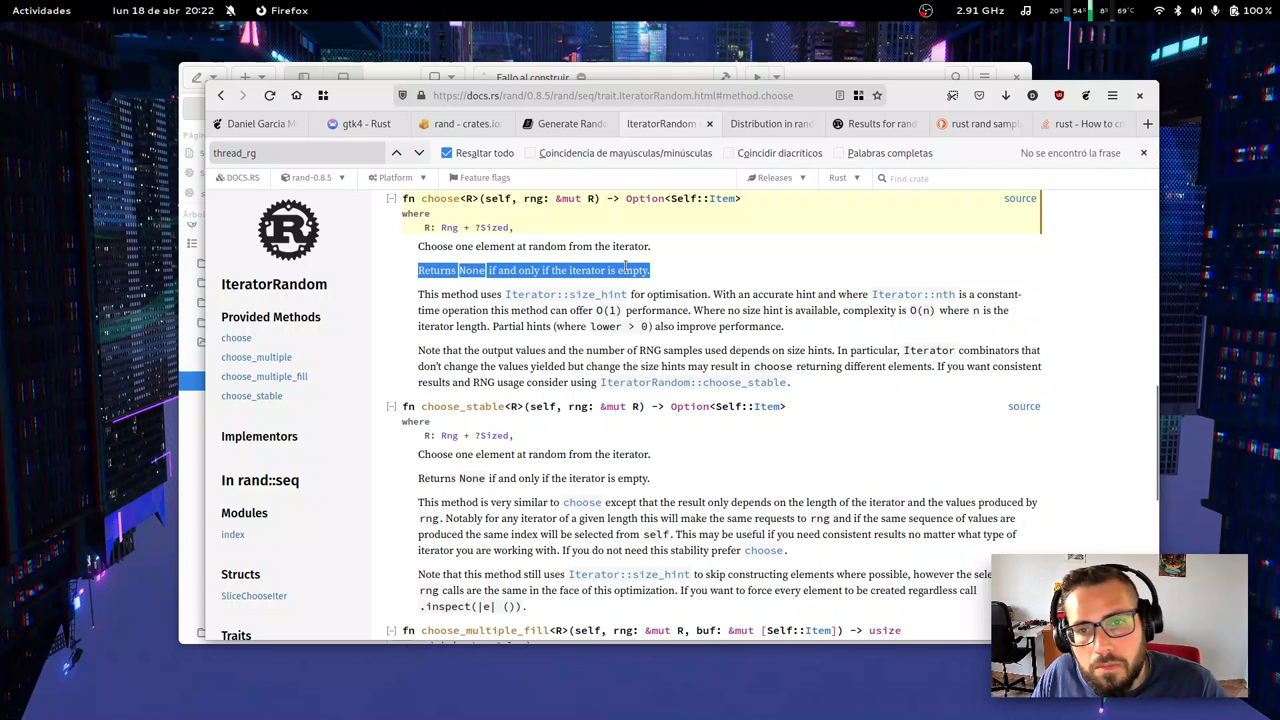 Actividades
lun 18 de abr 20:22
Firefox
2.91 GHz
20%
54%
8%
69°C
100 %
Fallo al construir
https://docs.rs/rand/0.8.5/rand/seq/trait.IteratorRandom.html#method.choose
Daniel Garcia M
gtk4 - Rust
rand - crates.io
Generate Rando
IteratorRandom
Distribution in rand
Results for rand
rust rand sampl
rust - How to c
thread_rg
Resaltar todo
Coincidencia de mayúsculas/minúsculas
Coincidir diacríticos
Palabras completas
No se encontró la frase
DOCS.RS
rand-0.8.5
Platform
Feature flags
Releases
Rust
Find crate
IteratorRandom
Provided Methods
choose
choose_multiple
choose_multiple_fill
choose_stable
Implementors
In rand::seq
Modules
index
Structs
SliceChooseIter
Traits
[-] fn choose<R>(self, rng: &mut R) -> Option<Self::Item>
source
where
R: Rng + ?Sized,
Choose one element at random from the iterator.
Returns None if and only if the iterator is empty.
This method uses Iterator::size_hint for optimisation. With an accurate hint and where Iterator::nth is a constant-
time operation this method can offer O(1) performance. Where no size hint is available, complexity is O(n) where n is the
iterator length. Partial hints (where lower > 0) also improve performance.
Note that the output values and the number of RNG samples used depends on size hints. In particular, Iterator combinators that
don't change the values yielded but change the size hints may result in choose returning different elements. If you want consistent
results and RNG usage consider using IteratorRandom::choose_stable.
[-] fn choose_stable<R>(self, rng: &mut R) -> Option<Self::Item>
source
where
R: Rng + ?Sized,
Choose one element at random from the iterator.
Returns None if and only if the iterator is empty.
This method is very similar to choose except that the result only depends on the length of the iterator and the values produced by
rng. Notably for any iterator of a given length this will make the same requests to rng and if the same sequence of values are
produced the same index will be selected from self. This may be useful if you need consistent results no matter what type of
iterator you are working with. If you do not need this stability prefer choose.
Note that this method still uses Iterator::size_hint to skip constructing elements where possible, however the sele
rng calls are the same in the face of this optimization. If you want to force every element to be created regardless call
.inspect(|e| ()).
[-] fn choose_multiple_fill<R>(self, rng: &mut R, buf: &mut [Self::Item]) -> usize